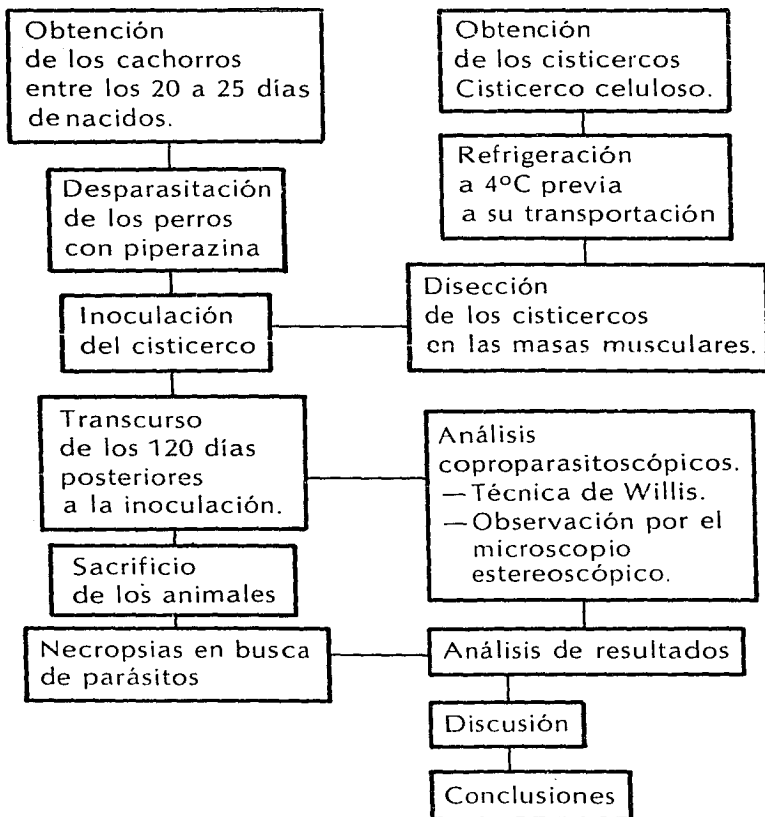 Obtención
de los cachorros
entre los 20 a 25 días
de nacidos.
Desparasitación
de los perros
con piperazina
Inoculación
del cisticerco
Transcurso
de los 120 días
posteriores
a la inoculación.
Sacrificio
de los animales
Necropsias en busca
de parásitos
Obtención
de los cisticercos
Cisticerco celuloso.
Refrigeración
a 4ºC previa
a su transportación
Disección
de los cisticercos
en las masas musculares.
Análisis
coproparasitoscópicos.
— Técnica de Willis.
— Observación por el
microscopio
estereoscópico.
Análisis de resultados
Discusión
Conclusiones